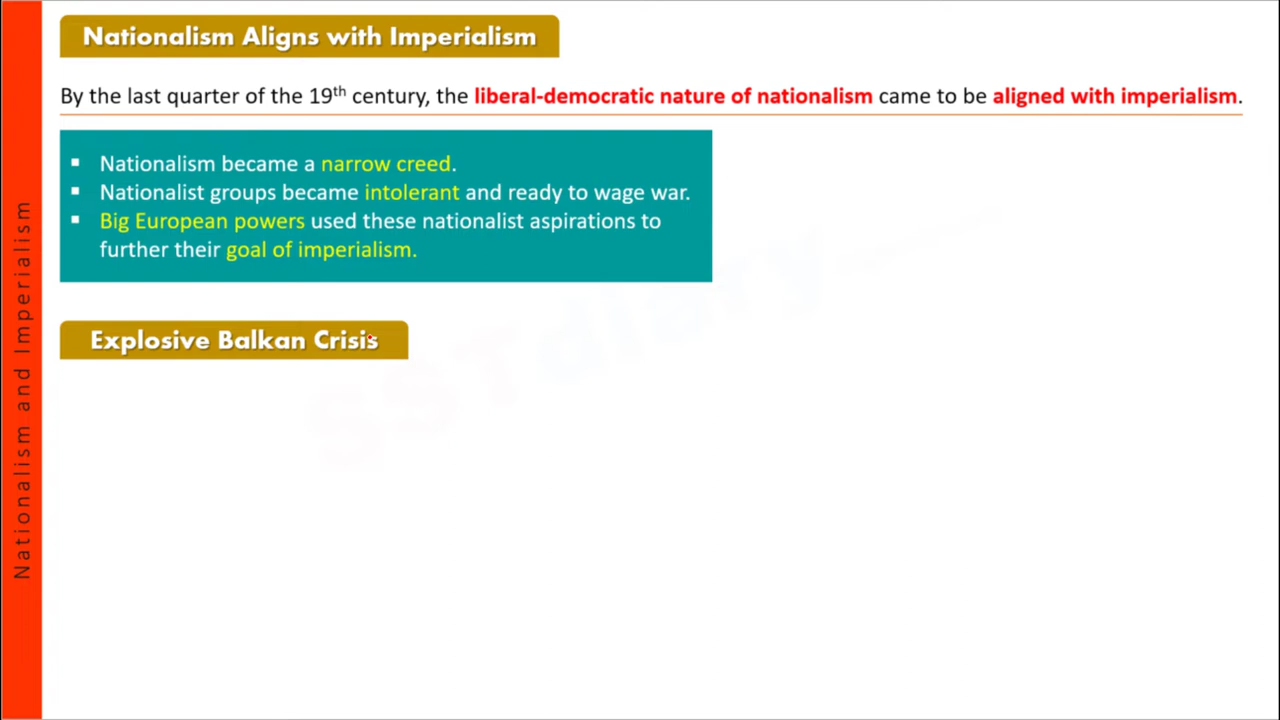 Nationalism Aligns with Imperialism
By the last quarter of the 19th century, the liberal-democratic nature of nationalism came to be aligned with imperialism.
▪ Nationalism became a narrow creed.
▪ Nationalist groups became intolerant and ready to wage war.
▪ Big European powers used these nationalist aspirations to
further their goal of imperialism.
Explosive Balkan Crisis
Nationalism and Imperialism
SSTdiary